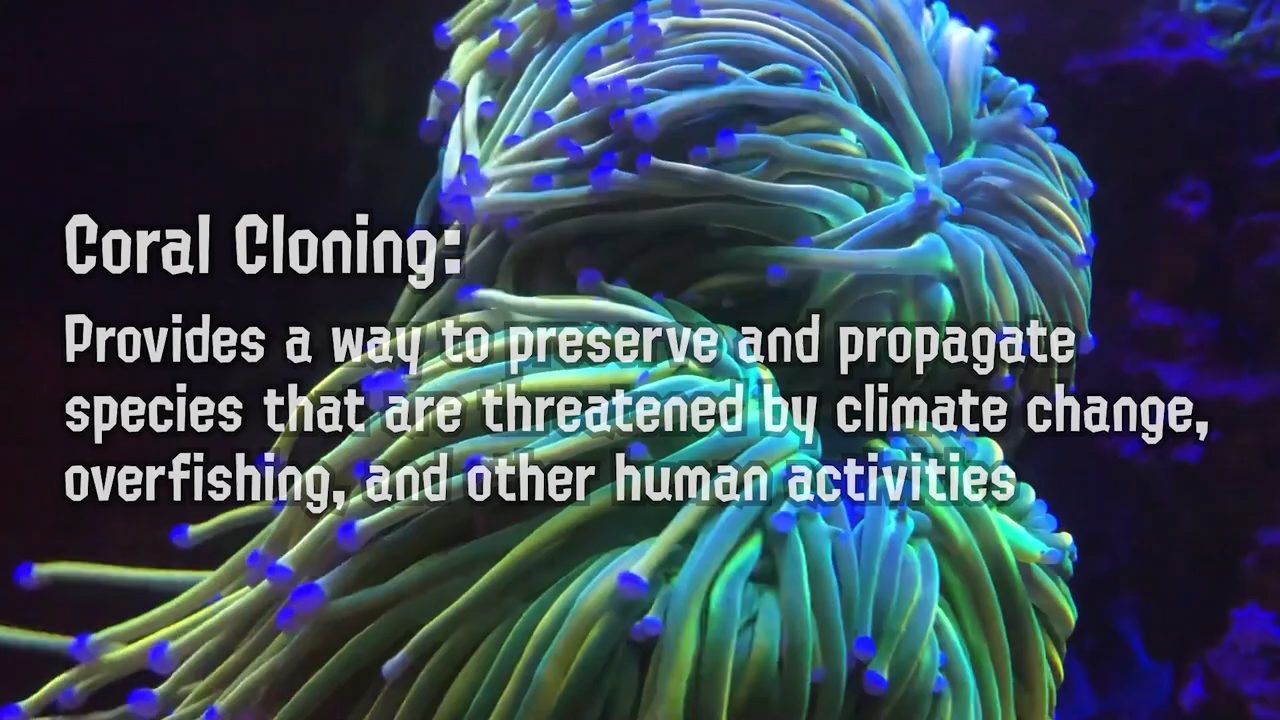 Coral Cloning:
Provides a way to preserve and propagate
species that are threatened by climate change,
overfishing, and other human activities